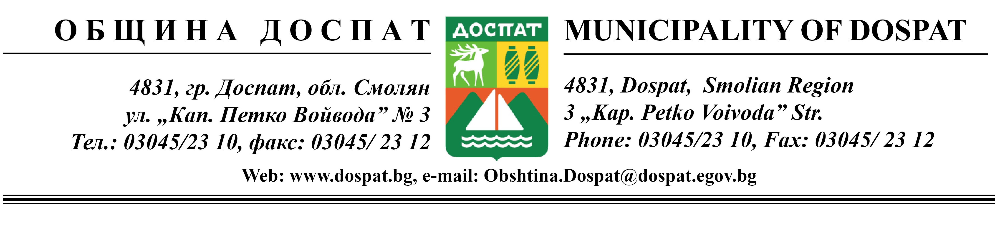 ОБЩИНА ДОСПАТ
4831, гр. Доспат, обл. Смолян
ул. „Кап. Петко Войвода” № 3
Тел.: 03045/23 10, факс: 03045/ 23 12
ДОСПАТ
MUNICIPALITY OF DOSPAT
4831, Dospat, Smolian Region
3 „Kap. Petko Voivoda” Str.
Phone: 03045/23 10, Fax: 03045/ 23 12
Web: www.dospat.bg, e-mail: Obshtina.Dospat@dospat.egov.bg